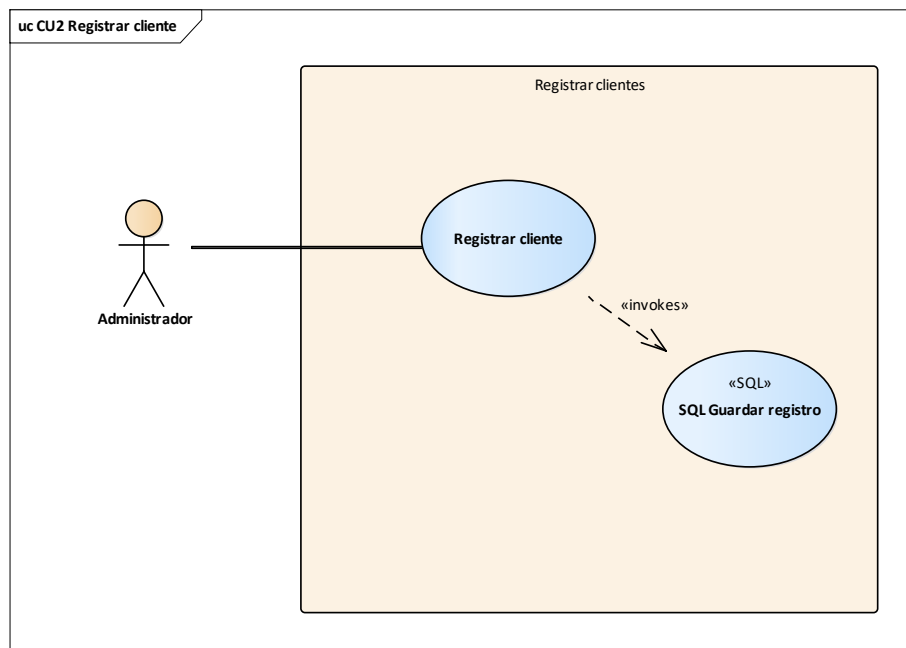 uc CU2 Registrar cliente
Registrar clientes
Registrar cliente
Administrador
«invokes»
«SQL»
SQL Guardar registro